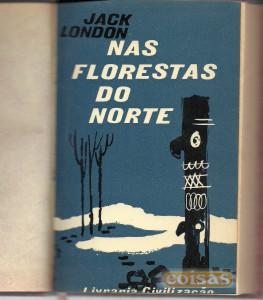 JACK
LONDON
NAS
FLORESTAS
DO
NORTE
coisas
Livraria Civilização